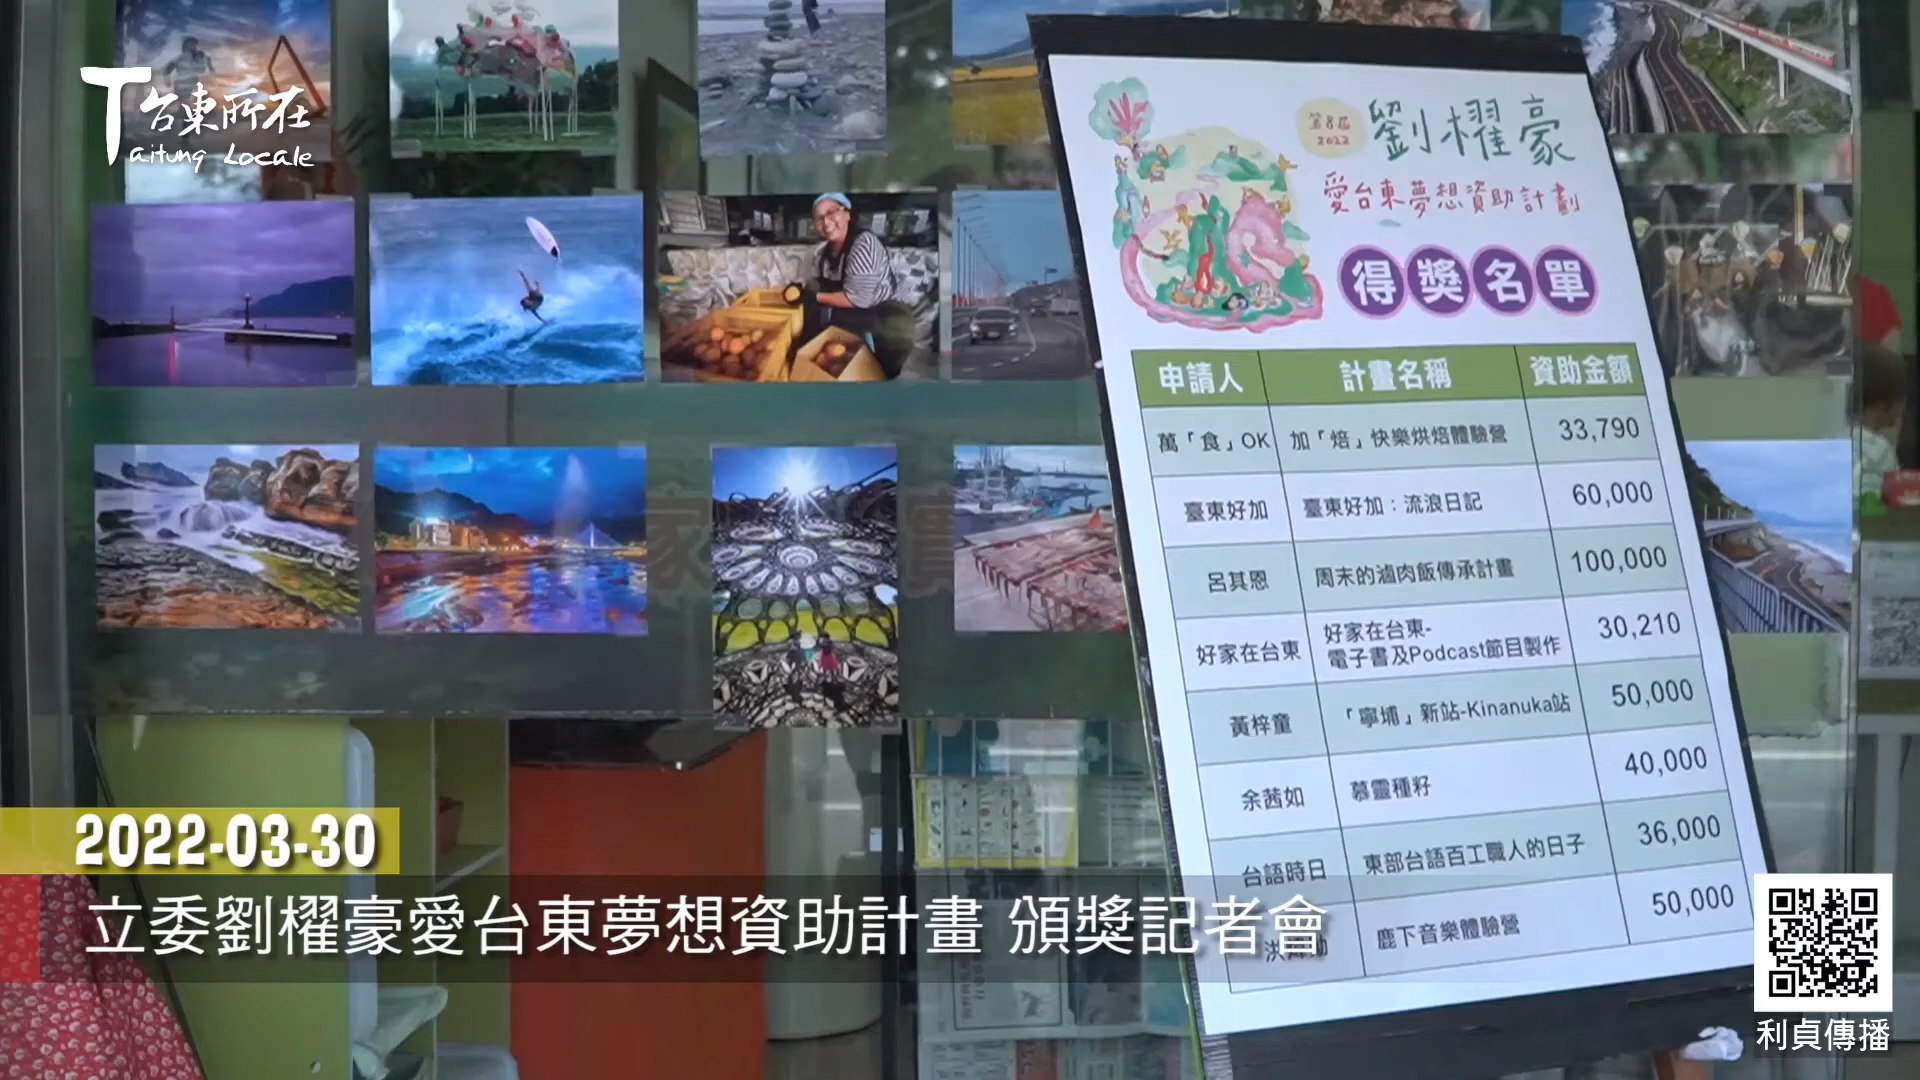 台東所在
Taitung Locale
第8屆
2022
劉櫂豪
愛台東夢想資助計劃
得獎名單
申請人 計畫名稱 資助金額
萬「食」OK 加「焙」快樂烘焙體驗營 33,790
臺東好加 臺東好加：流浪日記 60,000
呂其恩 周末的滷肉飯傳承計畫 100,000
好家在台東 好家在台東-
電子書及Podcast節目製作 30,210
黃梓童 「寧埔」新站-Kinanuka站 50,000
余茜如 慕靈種籽 40,000
台語時日 東部台語百工職人的日子 36,000
洪 鹿下音樂體驗營 50,000
家
寶
2022-03-30
立委劉櫂豪愛台東夢想資助計畫 頒獎記者會
利貞傳播